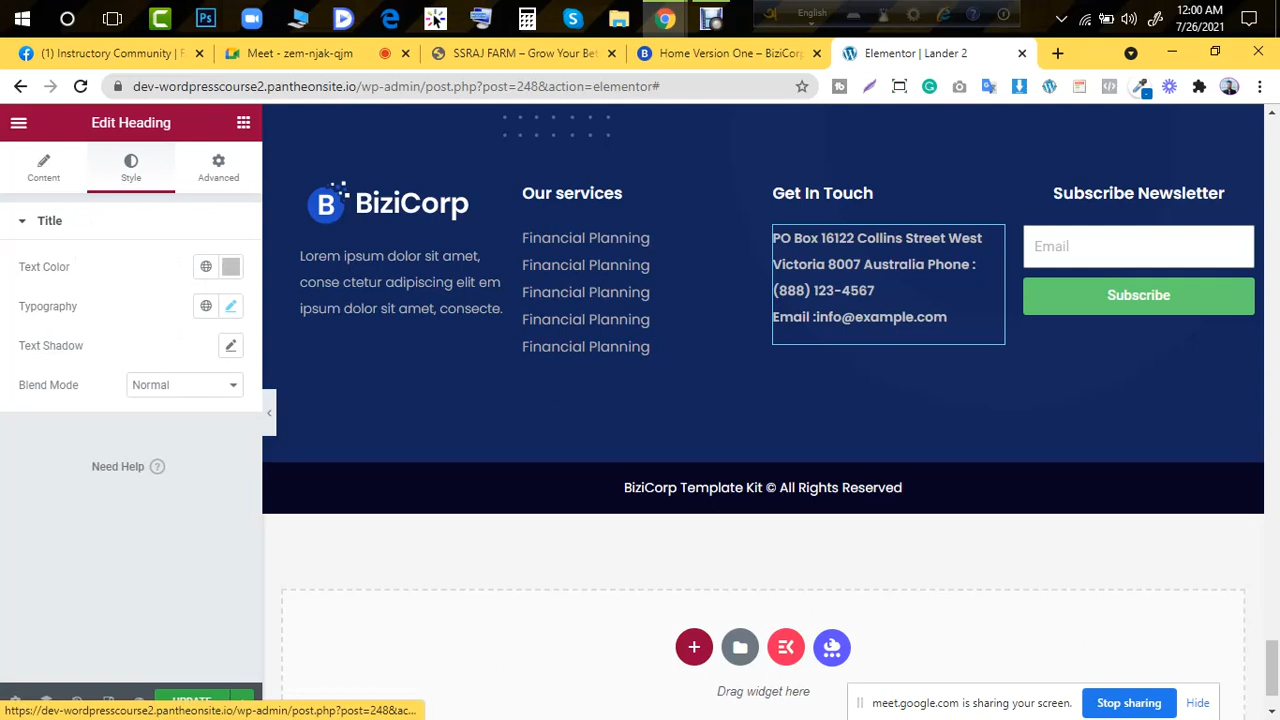 English
12:00 AM
7/26/2021
(1) Instructory Community | F
Meet - zem-njak-qjm
SSRAJ FARM – Grow Your Bet
Home Version One – BiziCorp
Elementor | Lander 2
dev-wordpresscourse2.pantheonsite.io/wp-admin/post.php?post=248&action=elementor#
Edit Heading
Content
Style
Advanced
Title
Text Color
Typography
Text Shadow
Blend Mode
Normal
Need Help
UPDATE
BiziCorp
Lorem ipsum dolor sit amet,
conse ctetur adipiscing elit em
ipsum dolor sit amet, consecte.
Our services
Financial Planning
Financial Planning
Financial Planning
Financial Planning
Financial Planning
Get In Touch
PO Box 16122 Collins Street West
Victoria 8007 Australia Phone :
(888) 123-4567
Email :info@example.com
Subscribe Newsletter
Email
Subscribe
BiziCorp Template Kit © All Rights Reserved
Drag widget here
meet.google.com is sharing your screen.
Stop sharing
Hide
https://dev-wordpresscourse2.pantheonsite.io/wp-admin/post.php?post=248&ac...